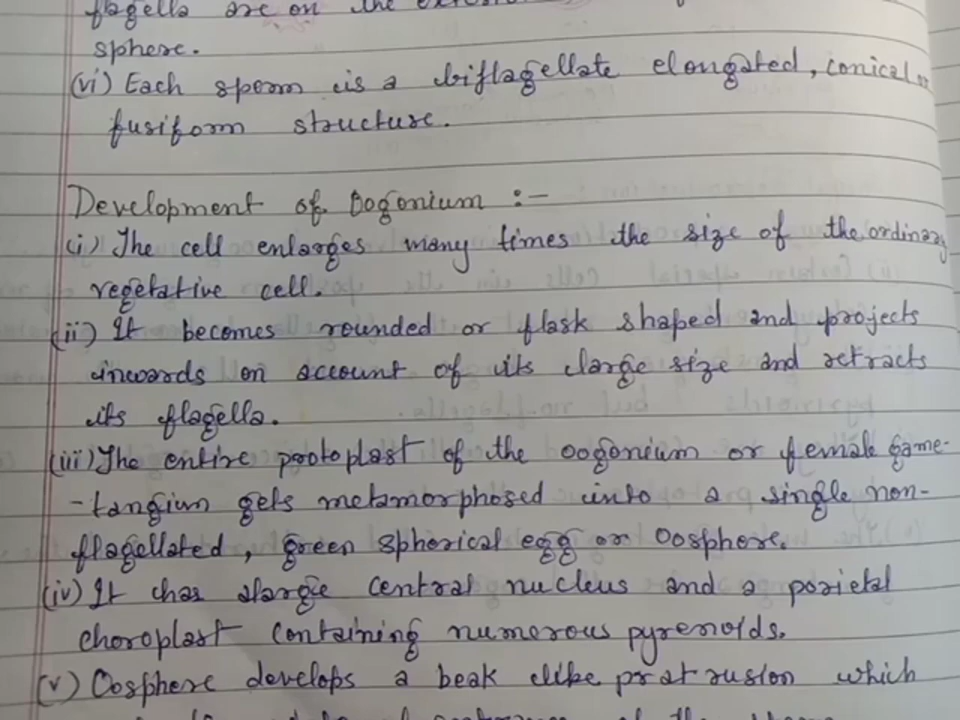 flagella are on the
sphere.
(vi) Each sperm is a biflagellate elongated, conical or
fusiform structure.
Development of Oogonium :-
(i) The cell enlarges many times the size of the ordinary
vegetative cell.
(ii) It becomes rounded or flask shaped and projects
inwards on account of its large size and retracts
its flagella.
(iii) The entire protoplast of the oogonium or female game-
-tangium gets metamorphosed into a single non-
flagellated, green spherical egg or Oosphere.
(iv) It has a large central nucleus and a parietal
choroplast containing numerous pyrenoids.
(v) Oosphere develops a beak like protrusion which